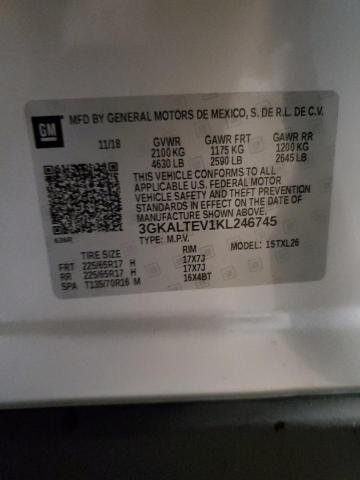 MFD BY GENERAL MOTORS DE MEXICO, S. DE R.L. DE C.V.
GM
11/18 GVWR GAWR FRT GAWR RR
2100 KG 1175 KG 1200 KG
4630 LB 2590 LB 2645 LB
THIS VEHICLE CONFORMS TO ALL
APPLICABLE U.S. FEDERAL MOTOR
VEHICLE SAFETY AND THEFT PREVENTION
STANDARDS IN EFFECT ON THE DATE OF
MANUFACTURE SHOWN ABOVE.
3GKALTEV1KL246745
TYPE: M.P.V. MODEL: 15TXL26
TIRE SIZE RIM
FRT 225/65R17 H 17X7J
RR 225/65R17 H 17X7J
SPA T135/70R16 M 16X4BT